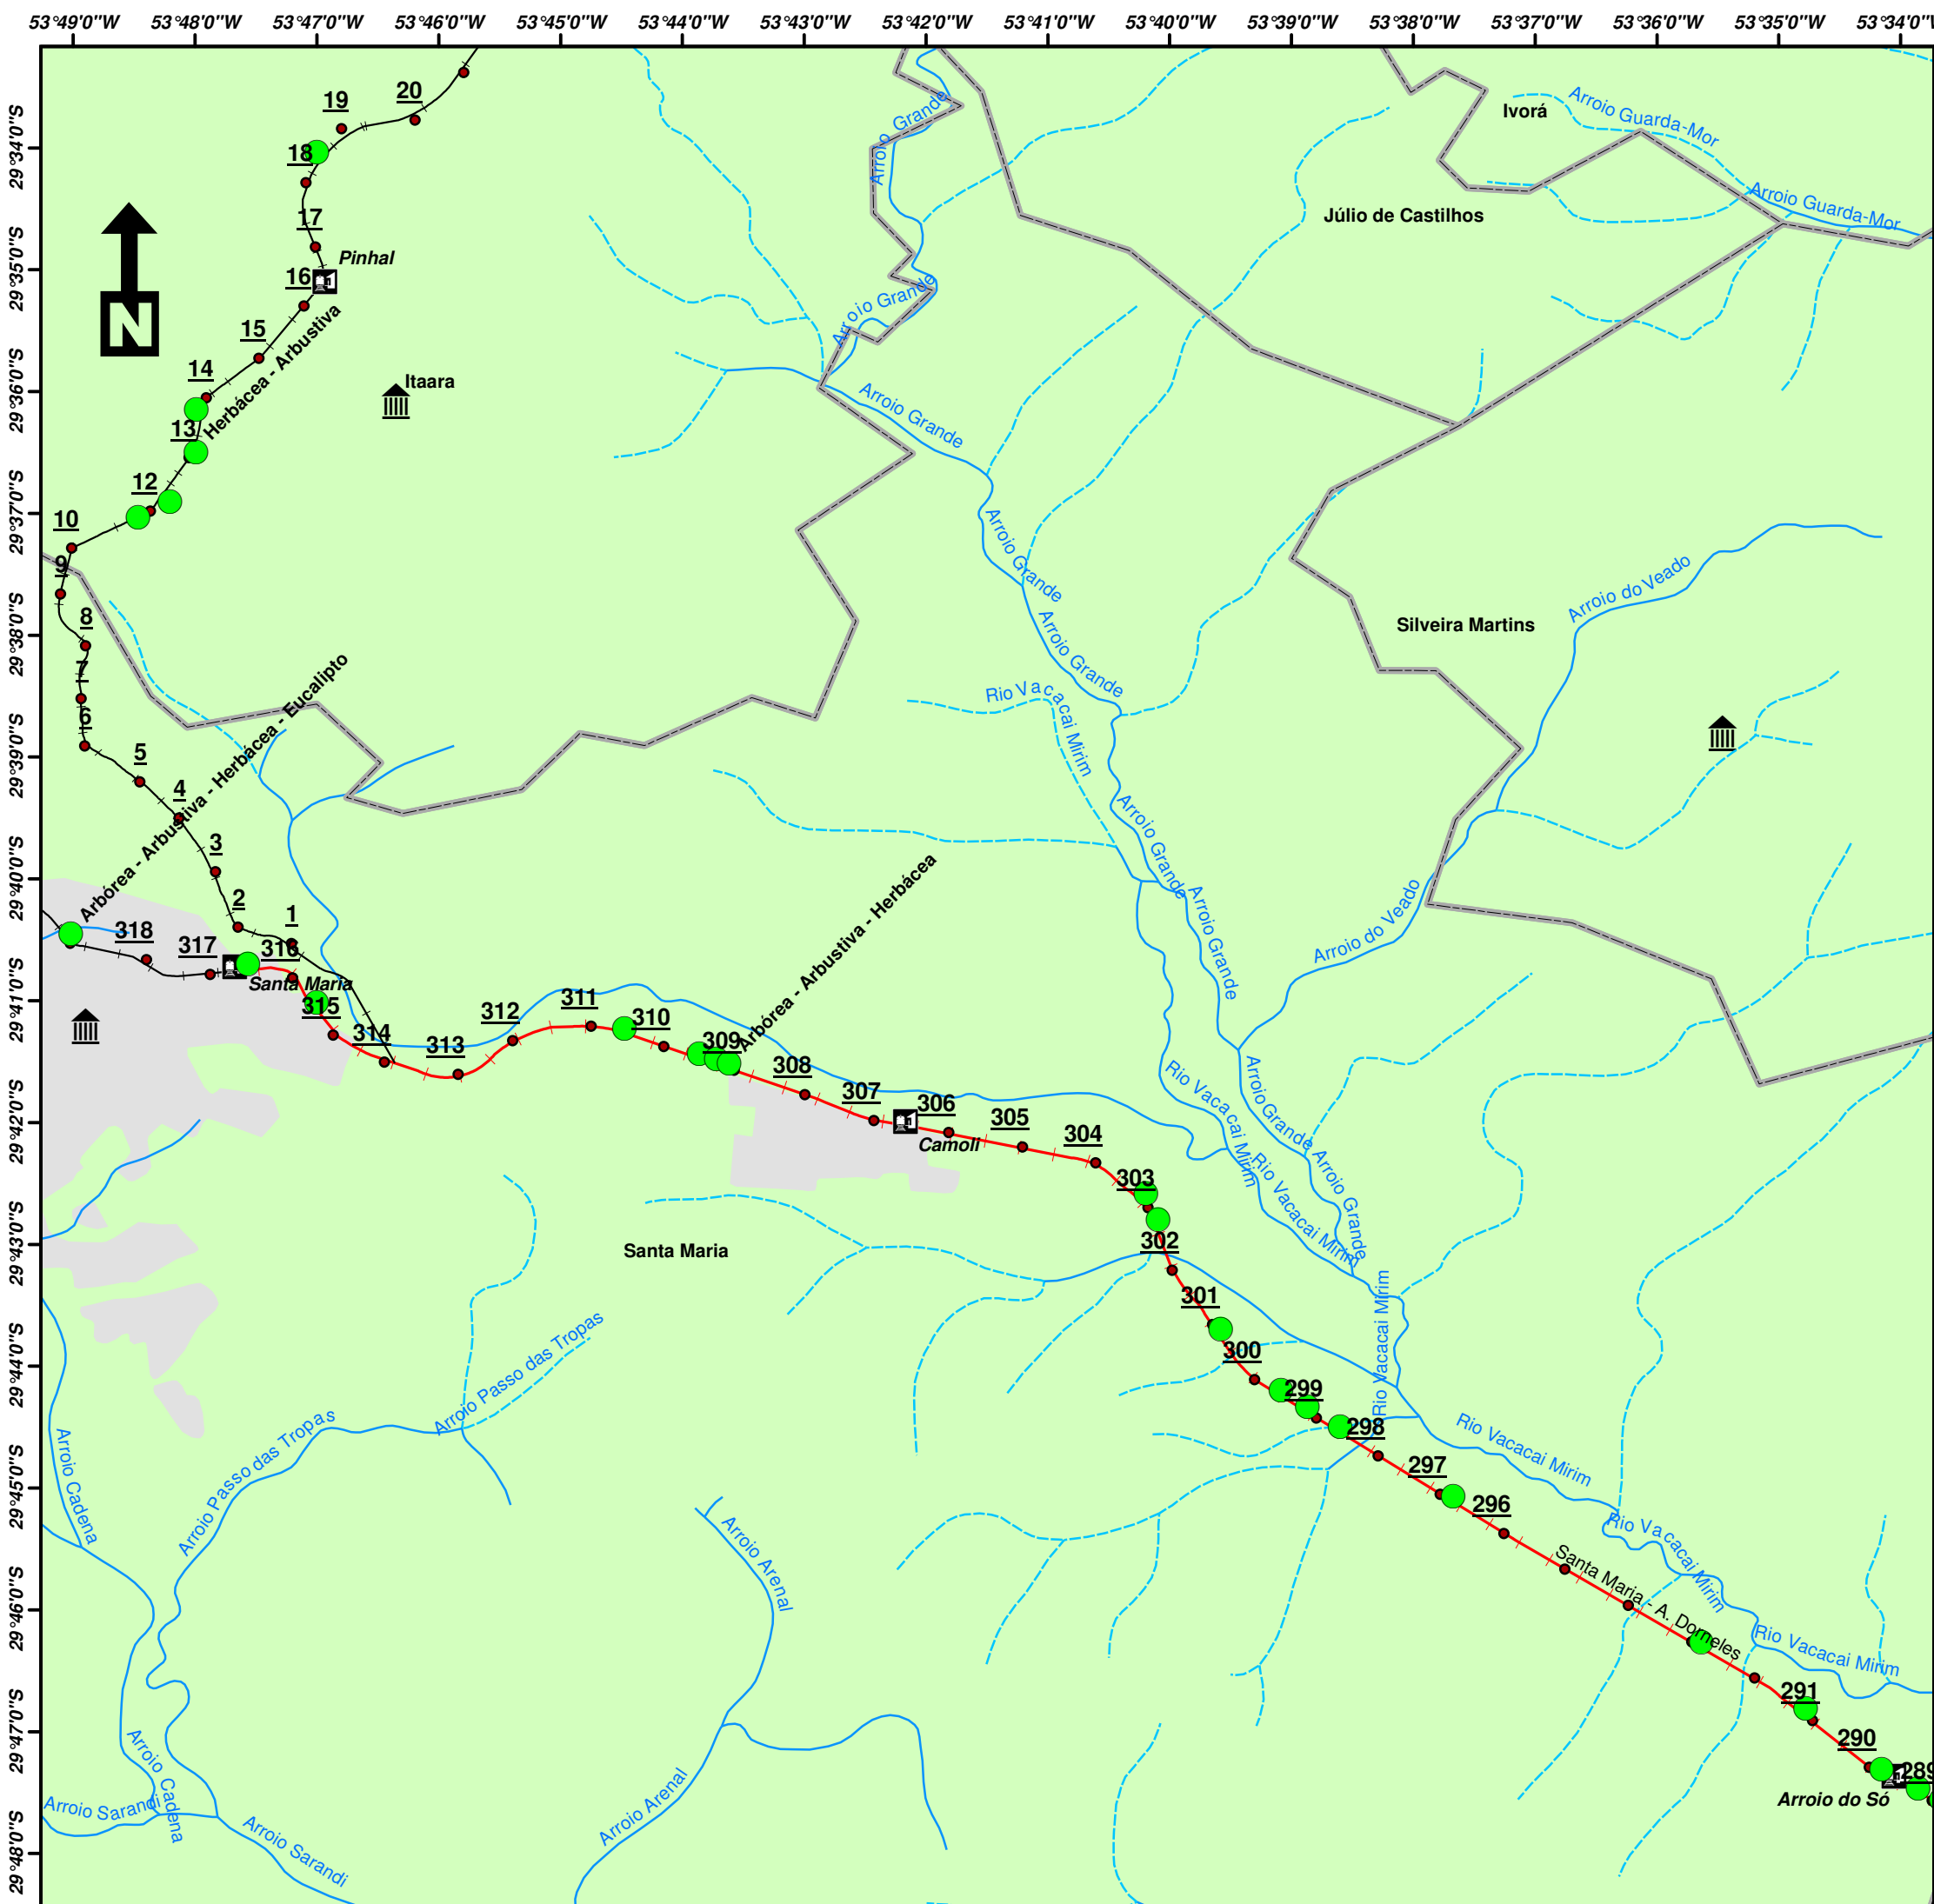 53°49'0"W 53°48'0"W 53°47'0"W 53°46'0"W 53°45'0"W 53°44'0"W 53°43'0"W 53°42'0"W 53°41'0"W 53°40'0"W 53°39'0"W 53°38'0"W 53°37'0"W 53°36'0"W 53°35'0"W 53°34'0"W
29°34'0"S
29°35'0"S
29°36'0"S
29°37'0"S
29°38'0"S
29°39'0"S
29°40'0"S
29°41'0"S
29°42'0"S
29°43'0"S
29°44'0"S
29°45'0"S
29°46'0"S
29°47'0"S
29°48'0"S
20
19
18
17
Pinhal
16
15
14
13
12
10
9
8
7
6
5
4
3
2
1
N
Herbácea - Arbustiva
Itaara
Arroio Grande
Arroio Grande
Arroio Grande
Arroio Grande
Arroio Grande
Arroio Grande
Arroio Grande
Arroio Grande
Arroio Grande
Ivorá
Arroio Guarda-Mor
Arroio Guarda-Mor
Júlio de Castilhos
Silveira Martins
Arroio do Veado
Arroio do Veado
Rio Vacacai Mirim
Arbórea - Arbustiva - Herbácea - Eucalipto
Arbórea - Arbustiva - Herbácea
318
317
316
Santa Maria
315
314
313
312
311
310
309
308
307
306
Camoli
305
304
303
302
301
300
299
298
297
296
291
290
289
Rio Vacacai Mirim
Rio Vacacai Mirim
Rio Vacacai Mirim
Rio Vacacai Mirim
Rio Vacacai Mirim
Rio Vacacai Mirim
Santa Maria
Santa Maria - A. Dorneles
Arroio do Só
Arroio Passo das Tropas
Arroio Passo das Tropas
Arroio Cadena
Arroio Cadena
Arroio Arenal
Arroio Arenal
Arroio Sarandi
Arroio Sarandi